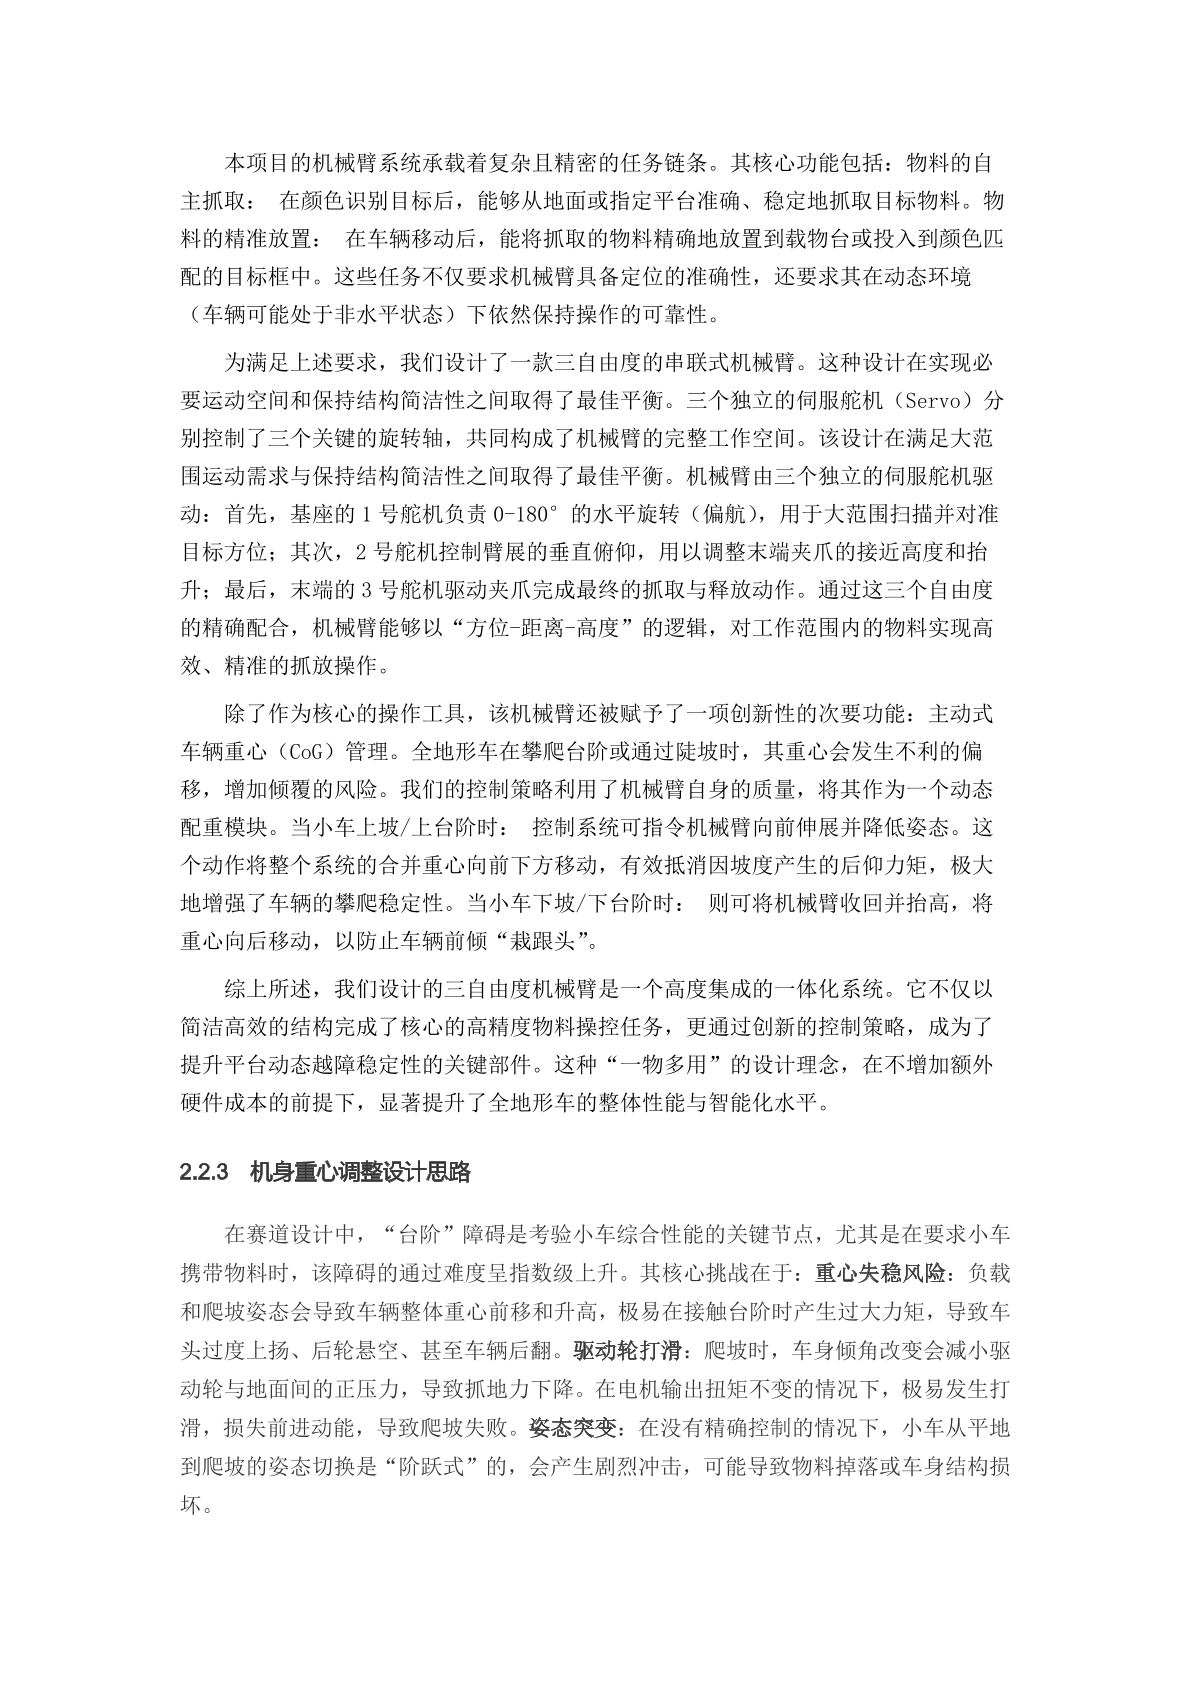 本项目的机械臂系统承载着复杂且精密的任务链条。其核心功能包括：物料的自
主抓取： 在颜色识别目标后，能够从地面或指定平台准确、稳定地抓取目标物料。物
料的精准放置： 在车辆移动后，能将抓取的物料精确地放置到载物台或投入到颜色匹
配的目标框中。这些任务不仅要求机械臂具备定位的准确性，还要求其在动态环境
（车辆可能处于非水平状态）下依然保持操作的可靠性。
为满足上述要求，我们设计了一款三自由度的串联式机械臂。这种设计在实现必
要运动空间和保持结构简洁性之间取得了最佳平衡。三个独立的伺服舵机（Servo）分
别控制了三个关键的旋转轴，共同构成了机械臂的完整工作空间。该设计在满足大范
围运动需求与保持结构简洁性之间取得了最佳平衡。机械臂由三个独立的伺服舵机驱
动：首先，基座的 1 号舵机负责 0-180° 的水平旋转（偏航），用于大范围扫描并对准
目标方位；其次，2 号舵机控制臂展的垂直俯仰，用以调整末端夹爪的接近高度和抬
升；最后，末端的 3 号舵机驱动夹爪完成最终的抓取与释放动作。通过这三个自由度
的精确配合，机械臂能够以“方位-距离-高度”的逻辑，对工作范围内的物料实现高
效、精准的抓放操作。
除了作为核心的操作工具，该机械臂还被赋予了一项创新性的次要功能：主动式
车辆重心（CoG）管理。全地形车在攀爬台阶或通过陡坡时，其重心会发生不利的偏
移，增加倾覆的风险。我们的控制策略利用了机械臂自身的质量，将其作为一个动态
配重模块。当小车上坡/上台阶时： 控制系统可指令机械臂向前伸展并降低姿态。这
个动作将整个系统的合并重心向前下方移动，有效抵消因坡度产生的后仰力矩，极大
地增强了车辆的攀爬稳定性。当小车下坡/下台阶时： 则可将机械臂收回并抬高，将
重心向后移动，以防止车辆前倾“栽跟头”。
综上所述，我们设计的三自由度机械臂是一个高度集成的一体化系统。它不仅以
简洁高效的结构完成了核心的高精度物料操控任务，更通过创新的控制策略，成为了
提升平台动态越障稳定性的关键部件。这种“一物多用”的设计理念，在不增加额外
硬件成本的前提下，显著提升了全地形车的整体性能与智能化水平。
2.2.3 机身重心调整设计思路
在赛道设计中，“台阶”障碍是考验小车综合性能的关键节点，尤其是在要求小车
携带物料时，该障碍的通过难度呈指数级上升。其核心挑战在于：重心失稳风险：负载
和爬坡姿态会导致车辆整体重心前移和升高，极易在接触台阶时产生过大力矩，导致车
头过度上扬、后轮悬空、甚至车辆后翻。驱动轮打滑：爬坡时，车身倾角改变会减小驱
动轮与地面间的正压力，导致抓地力下降。在电机输出扭矩不变的情况下，极易发生打
滑，损失前进动能，导致爬坡失败。姿态突变：在没有精确控制的情况下，小车从平地
到爬坡的姿态切换是“阶跃式”的，会产生剧烈冲击，可能导致物料掉落或车身结构损
坏。